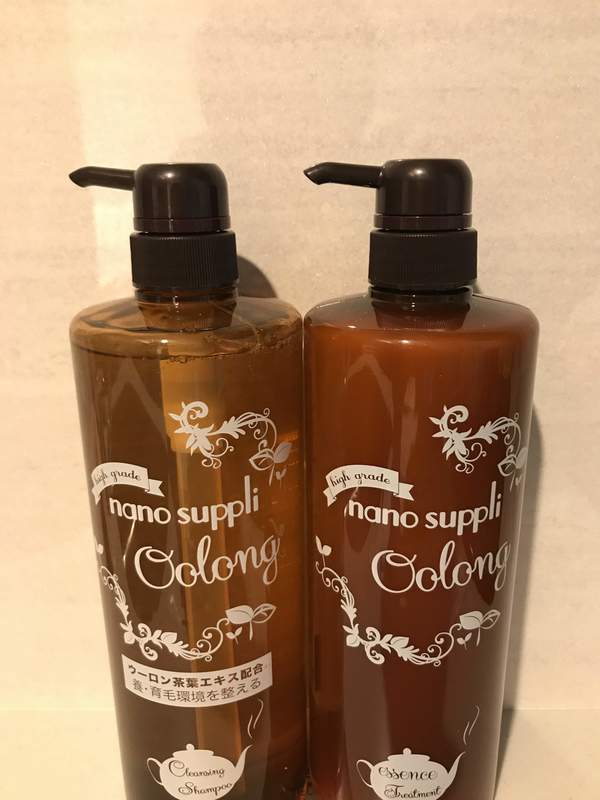 high grade
nano suppli
Oolong
ウーロン茶葉エキス配合
養・育毛環境を整える
Cleansing
Shampoo
high grade
nano suppli
Oolong
essence
Treatment